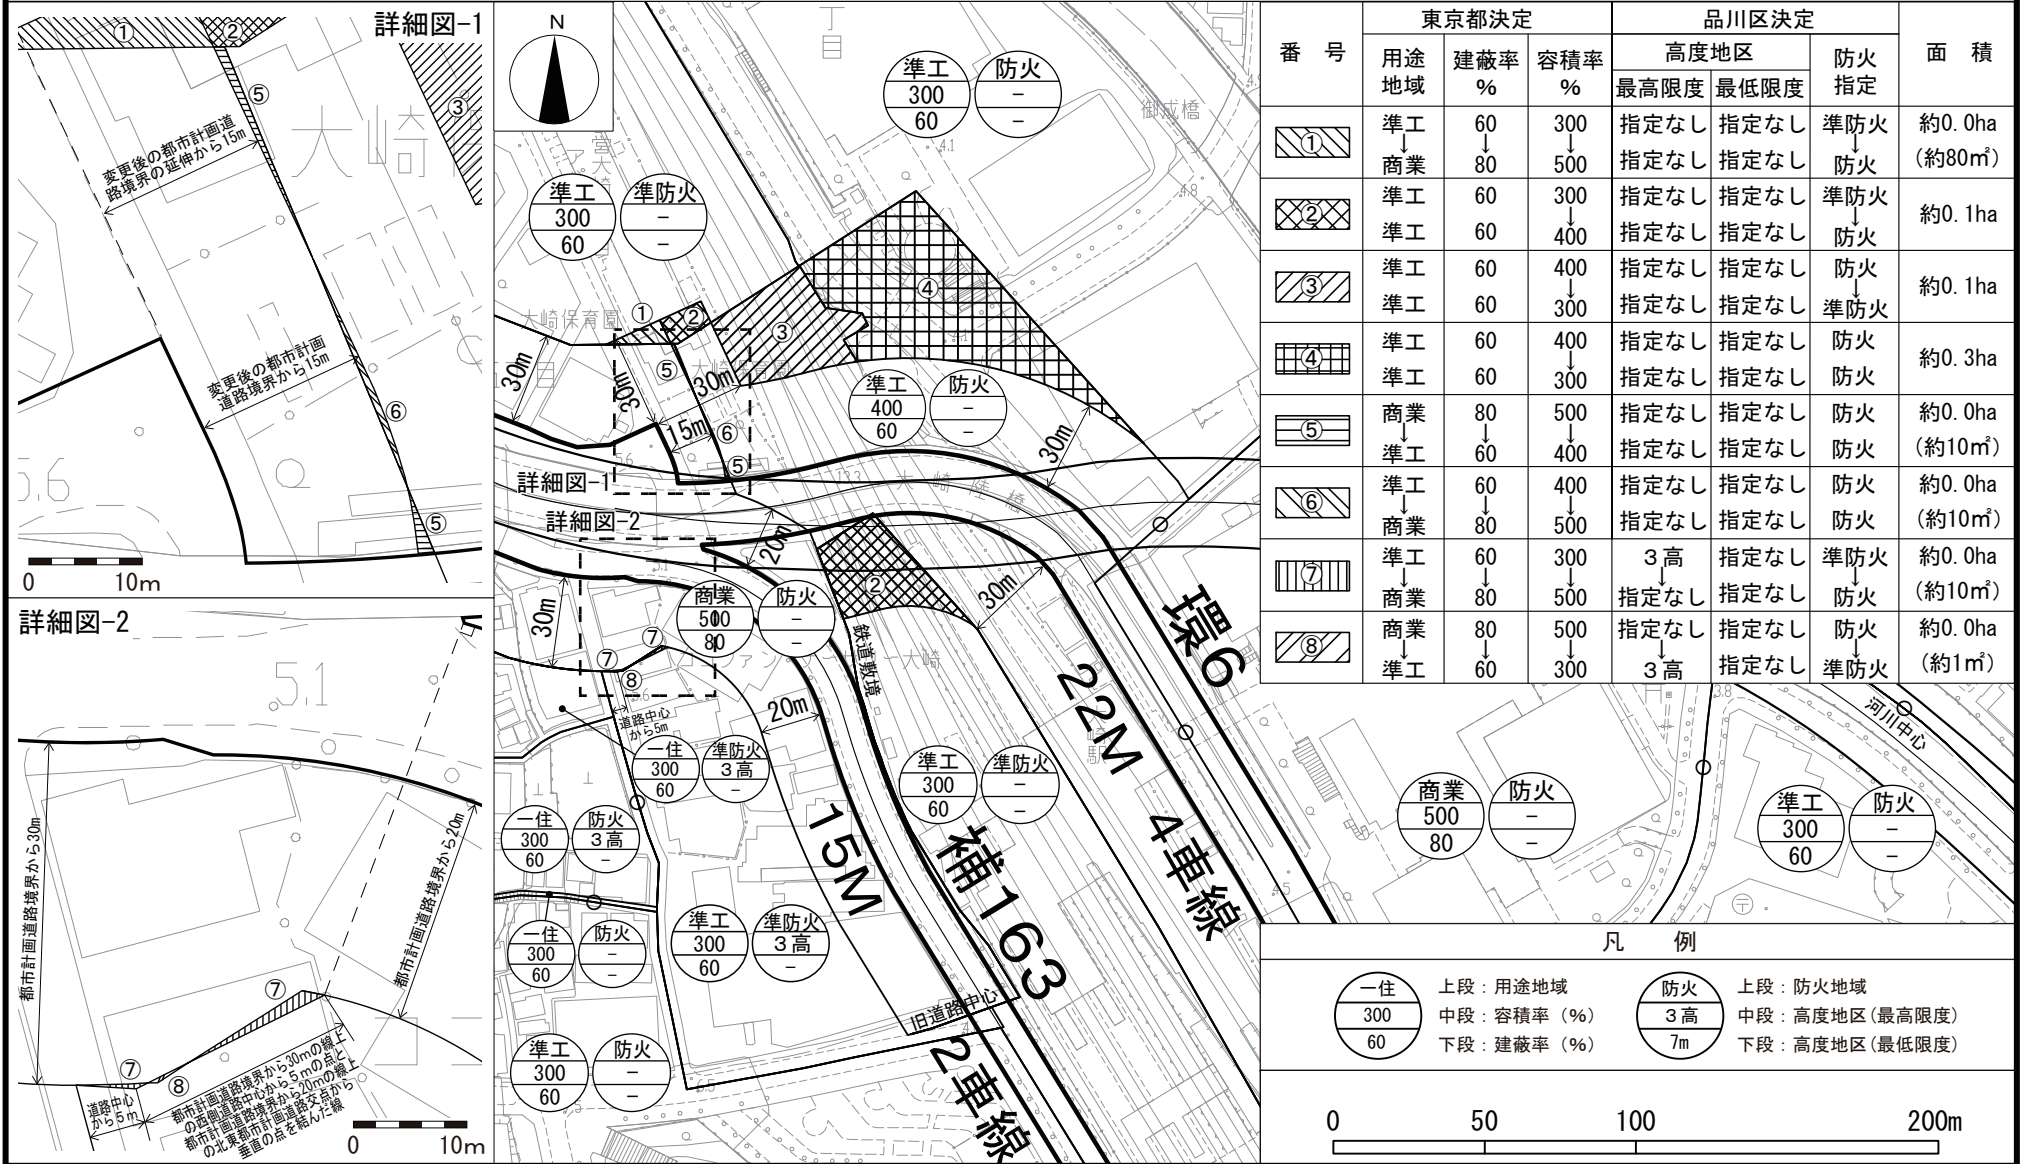 詳細図-1
①
②
⑤
③
大崎
変更後の都市計画道
路境界の延伸から15m
変更後の都市計画
道路境界から15m
⑥
5.6
⑤
0 10m
詳細図-2
5.1
都市計画道路境界から30m
都市計画道路境界から20m
⑦
⑦
⑧
道路中心
から5m
都市計画道路境界から30mの線上
の西側道路中心から5mの点と
都市計画道路境界から20mの線上
の北東都市計画道路交点から
垂直の点を結んだ線
0 10m
N
丁
目
準工
300
60
防火
-
-
御成橋
4.1
4.8
準工
300
60
準防火
-
-
大崎保育園
①
②
③
④
30m
30m
⑤
30m
大崎保育園
15m
⑥
⑤
準工
400
60
防火
-
-
30m
5.6
詳細図-1
大崎陸橋
詳細図-2
20m
②
30m
5.1
30m
商業
500
80
防火
-
-
⑦
⑦
⑧
鉄道敷境
大崎
道路中心
から5m
20m
一住
300
60
準防火
3高
-
一住
300
60
防火
3高
-
一住
300
60
防火
-
-
準工
300
60
準防火
3高
-
準工
300
60
準防火
-
-
準工
300
60
防火
-
-
旧道路中心
環6
22M
4車線
15M
補163
2車線
4.5
5.5
商業
500
80
防火
-
-
準工
300
60
防火
-
-
河川中心
3.8
番号 東京都決定 品川区決定 面積
用途地域 建蔽率% 容積率% 高度地区 防火指定
最高限度 最低限度
① 準工 60 300 指定なし 指定なし 準防火 約0.0ha
↓ ↓ ↓ ↓
商業 80 500 指定なし 指定なし 防火 (約80㎡)
② 準工 60 300 指定なし 指定なし 準防火 約0.1ha
↓ ↓
準工 60 400 指定なし 指定なし 防火
③ 準工 60 400 指定なし 指定なし 防火 約0.1ha
↓ ↓
準工 60 300 指定なし 指定なし 準防火
④ 準工 60 400 指定なし 指定なし 防火 約0.3ha
↓
準工 60 300 指定なし 指定なし 防火
⑤ 商業 80 500 指定なし 指定なし 防火 約0.0ha
↓ ↓ ↓
準工 60 400 指定なし 指定なし 防火 (約10㎡)
⑥ 準工 60 400 指定なし 指定なし 防火 約0.0ha
↓ ↓ ↓
商業 80 500 指定なし 指定なし 防火 (約10㎡)
⑦ 準工 60 300 3高 指定なし 準防火 約0.0ha
↓ ↓ ↓ ↓ ↓
商業 80 500 指定なし 指定なし 防火 (約10㎡)
⑧ 商業 80 500 指定なし 指定なし 防火 約0.0ha
↓ ↓ ↓ ↓ ↓
準工 60 300 3高 指定なし 準防火 (約1㎡)
凡 例
一住
300
60
上段:用途地域
中段:容積率(%)
下段:建蔽率(%)
防火
3高
7m
上段:防火地域
中段:高度地区(最高限度)
下段:高度地区(最低限度)
0 50 100 200m